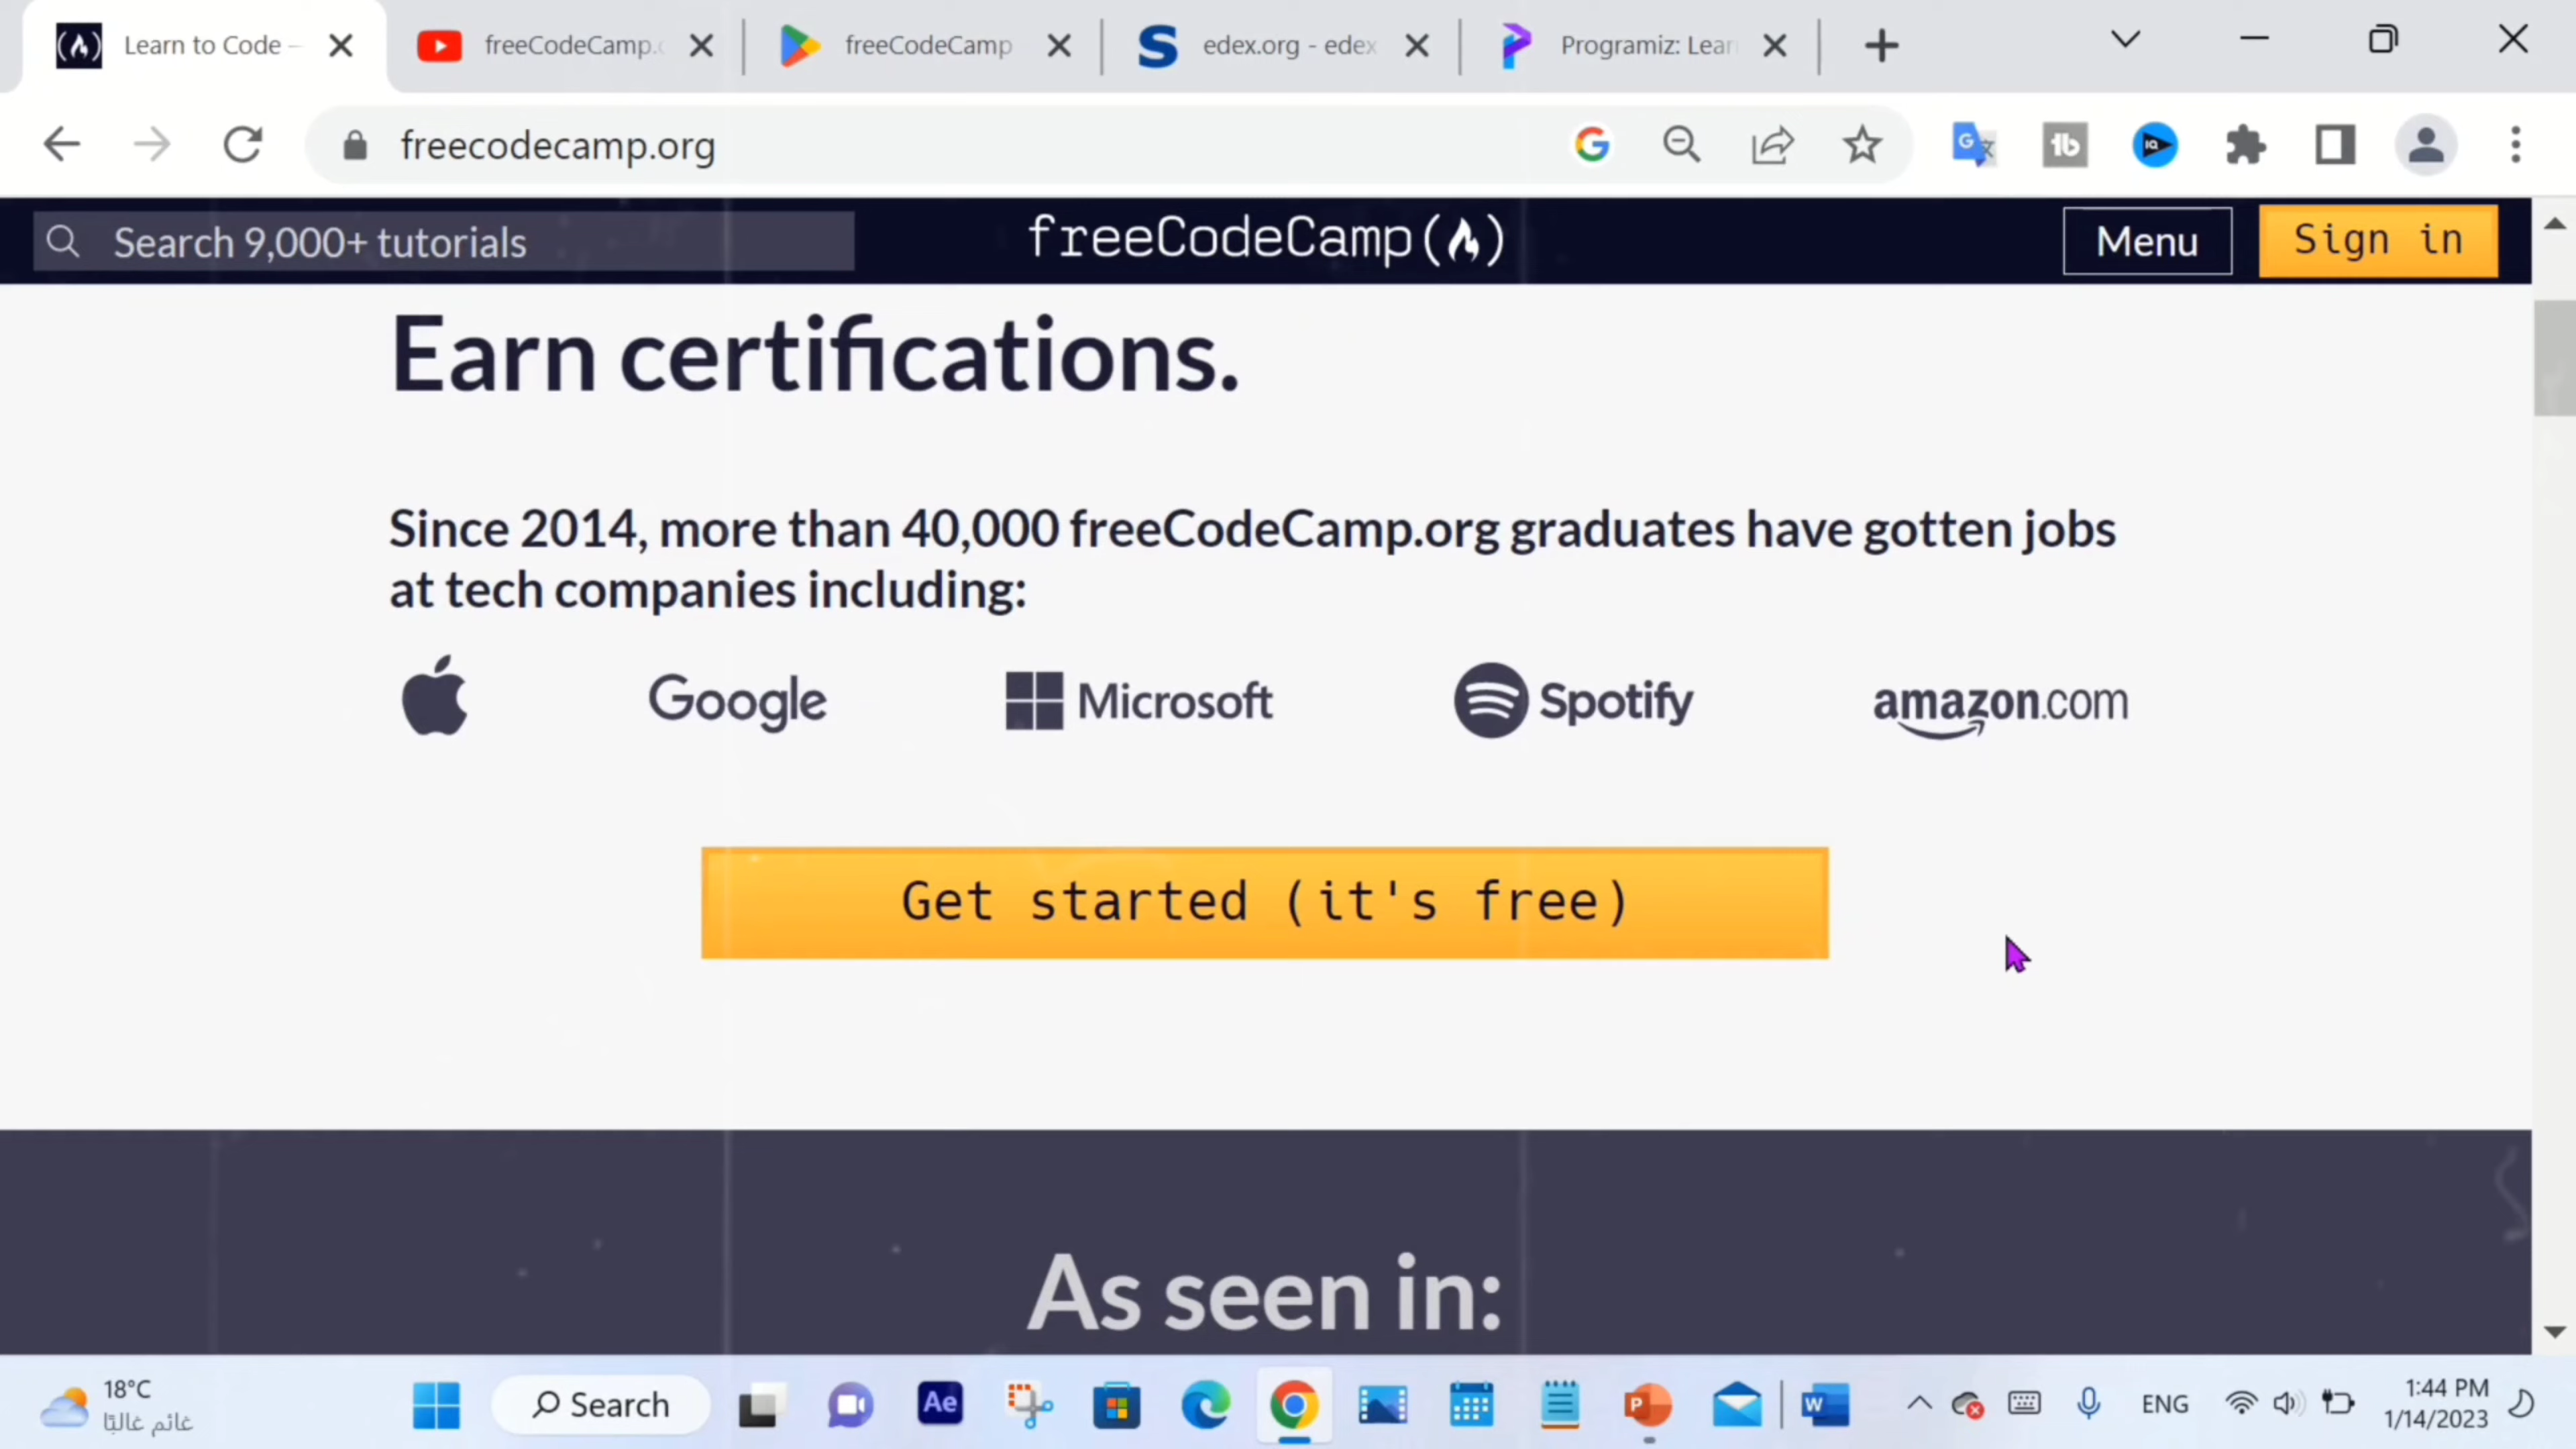 Learn to Code –
freeCodeCamp.c
freeCodeCamp
edex.org - edex
Programiz: Lear
freecodecamp.org
Search 9,000+ tutorials
freeCodeCamp(🔥)
Menu
Sign in
Earn certifications.
Since 2014, more than 40,000 freeCodeCamp.org graduates have gotten jobs
at tech companies including:
Google
Microsoft
Spotify
amazon.com
Get started (it's free)
As seen in:
18°C
غائم غالبًا
Search
Ae
P
W
ENG
1:44 PM
1/14/2023